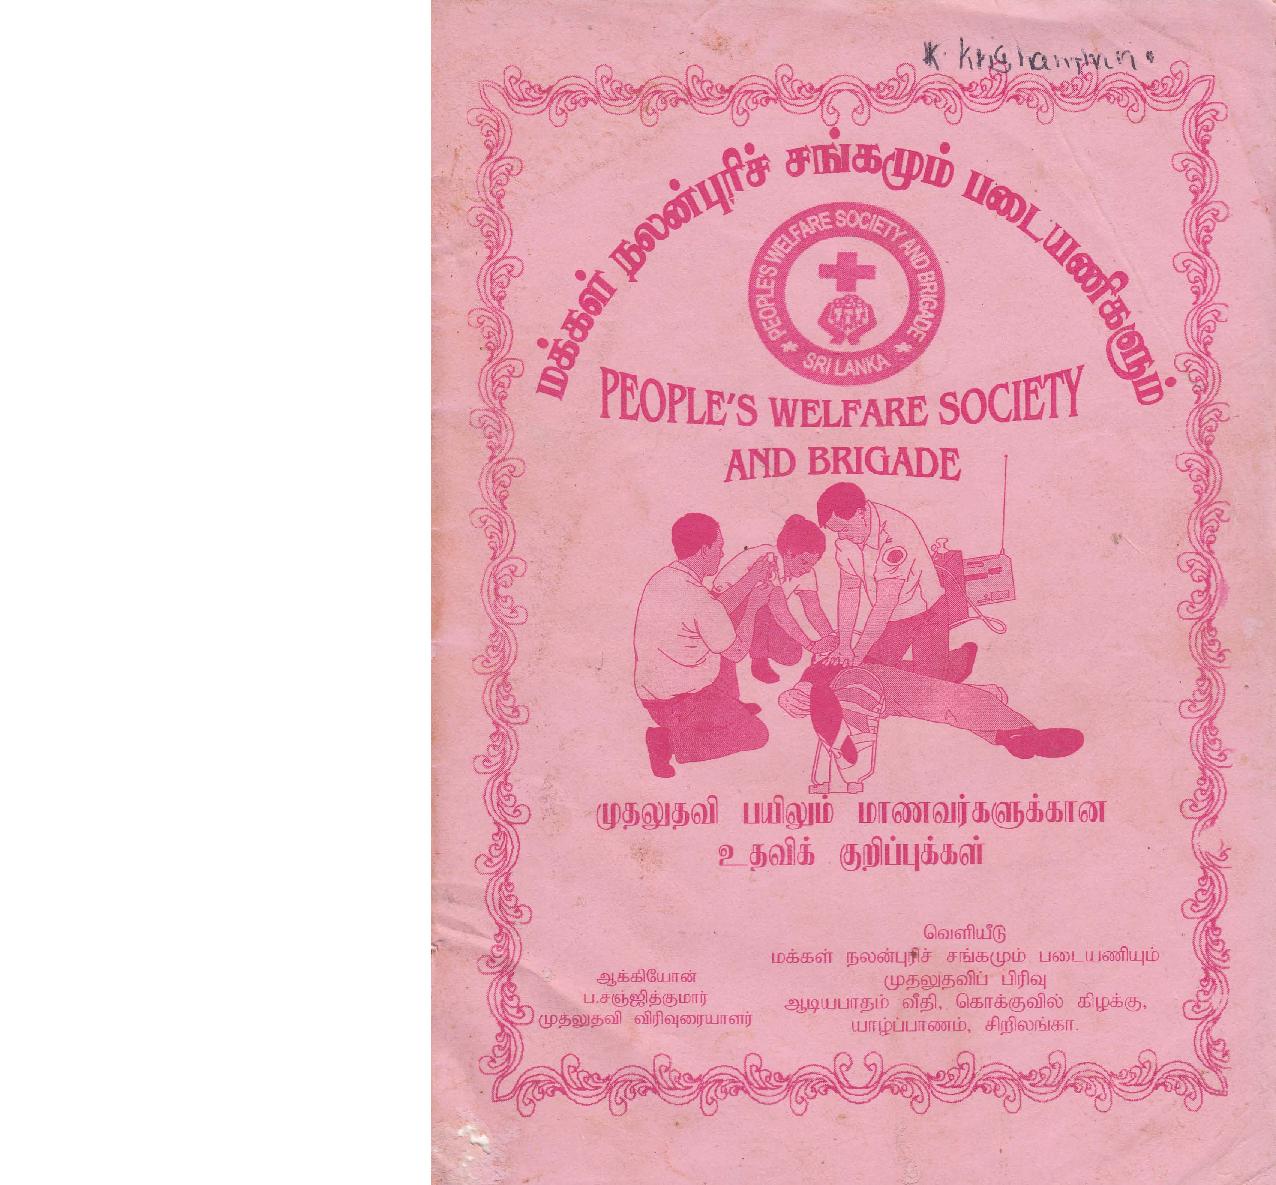 மக்கள் நலன்புரிச் சங்கமும் படையணிகளும்
PEOPLE'S WELFARE SOCIETY AND BRIGADE
SRI LANKA
PEOPLE'S WELFARE SOCIETY
AND BRIGADE
முதலுதவி பயிலும் மாணவர்களுக்கான
உதவிக் குறிப்புக்கள்
ஆக்கியோன்
ப.சஞ்ஜித்குமார்
முதலுதவி விரிவுரையாளர்
வெளியீடு
மக்கள் நலன்புரிச் சங்கமும் படையணியும்
முதலுதவிப் பிரிவு
ஆடியபாதம் வீதி, கொக்குவில் கிழக்கு,
யாழ்ப்பாணம், சிறிலங்கா.